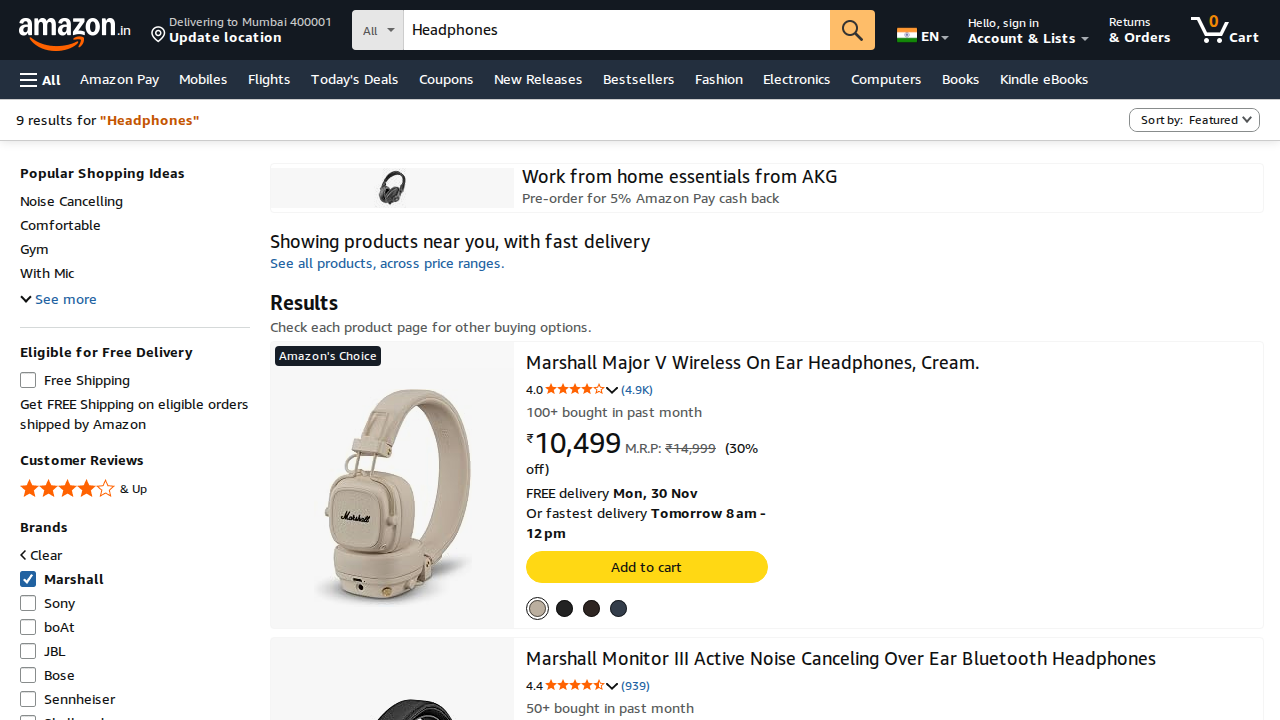 amazon.in
Delivering to Mumbai 400001
Update location
All
Headphones
EN
Hello, sign in
Account & Lists
Returns
& Orders
0
Cart
All
Amazon Pay
Mobiles
Flights
Today's Deals
Coupons
New Releases
Bestsellers
Fashion
Electronics
Computers
Books
Kindle eBooks
9 results for "Headphones"
Sort by: Featured
Popular Shopping Ideas
Noise Cancelling
Comfortable
Gym
With Mic
See more
Eligible for Free Delivery
Free Shipping
Get FREE Shipping on eligible orders
shipped by Amazon
Customer Reviews
& Up
Brands
Clear
Marshall
Sony
boAt
JBL
Bose
Sennheiser
Work from home essentials from AKG
Pre-order for 5% Amazon Pay cash back
Showing products near you, with fast delivery
See all products, across price ranges.
Results
Check each product page for other buying options.
Amazon's Choice
Marshall
Marshall Major V Wireless On Ear Headphones, Cream.
4.0 (4.9K)
100+ bought in past month
₹10,499 M.R.P: ₹14,999 (30%
off)
FREE delivery Mon, 30 Nov
Or fastest delivery Tomorrow 8 am -
12 pm
Add to cart
Marshall Monitor III Active Noise Canceling Over Ear Bluetooth Headphones
4.4 (939)
50+ bought in past month